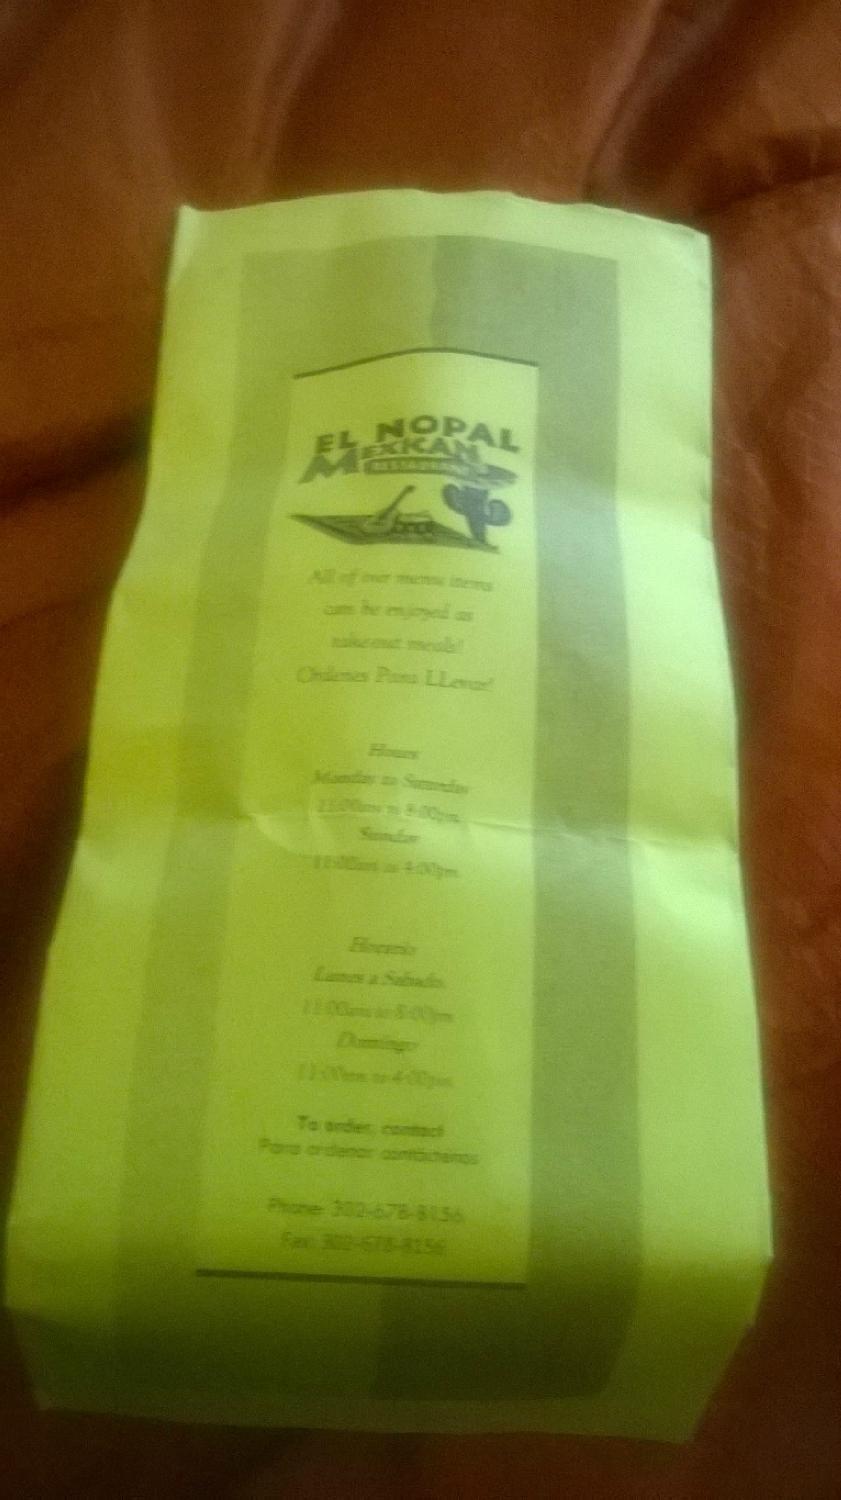 EL NOPAL
MEXICAN
RESTAURANT
All of our menu items
can be enjoyed as
takeout meals!
Ordenes Para LLevar!
Hours
Monday to Saturday
11:00am to 8:00pm
Sunday
11:00am to 4:00pm
Horario
Lunes a Sabado
11:00am to 8:00pm
Domingo
11:00am to 4:00pm
To order, contact
Para ordenar contáctenos
Phone: 302-678-8156
Fax: 302-678-8156